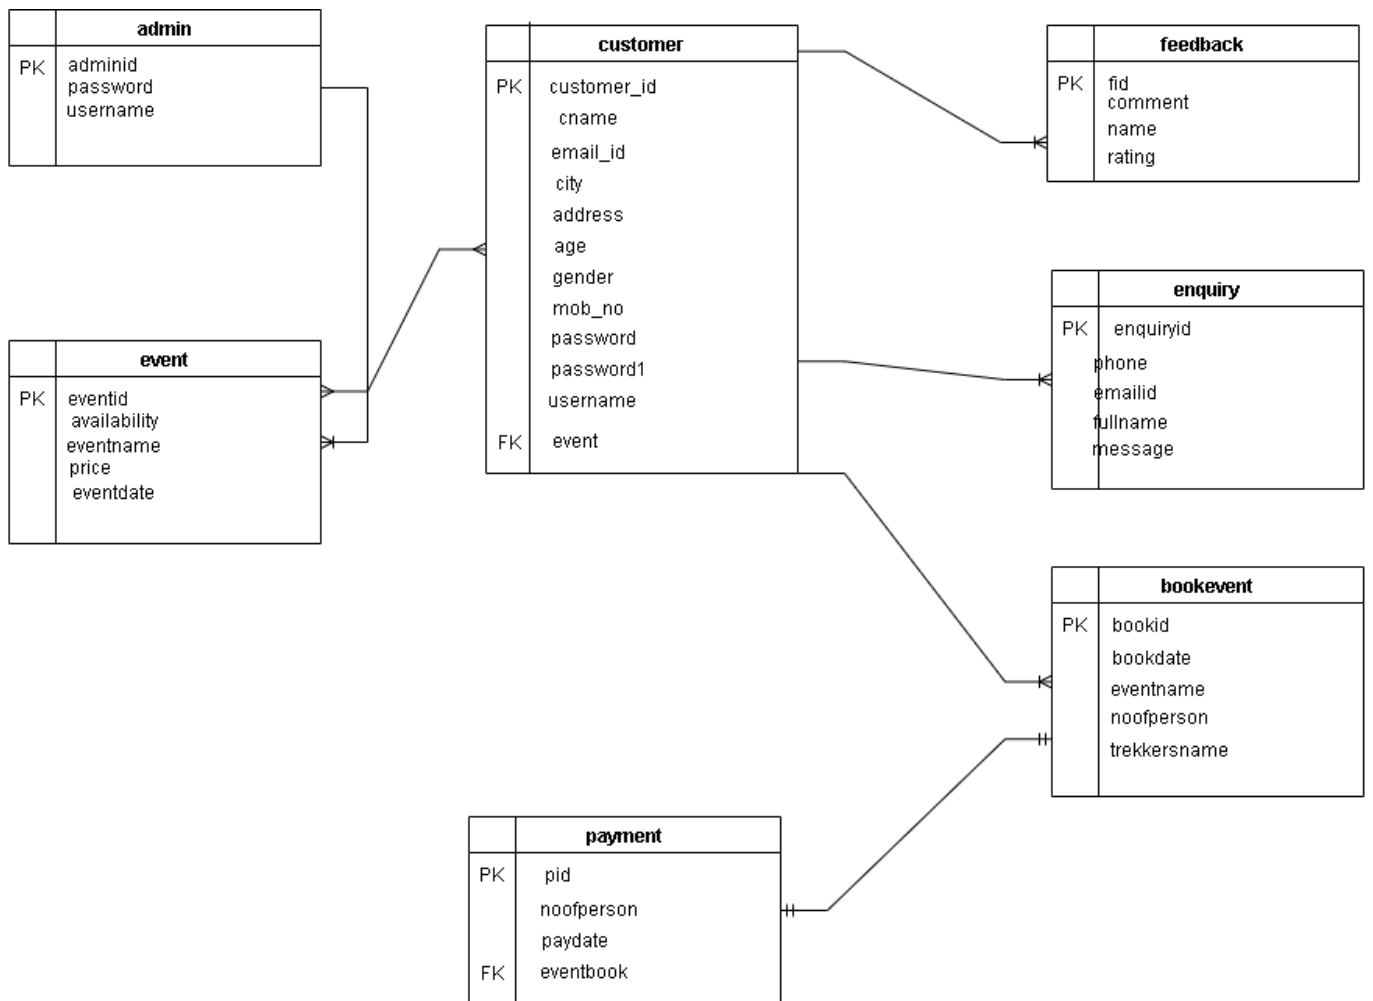 admin
PK adminid
password
username
customer
PK customer_id
cname
email_id
city
address
age
gender
mob_no
password
password1
username
FK event
feedback
PK fid
comment
name
rating
event
PK eventid
availability
eventname
price
eventdate
enquiry
PK enquiryid
phone
emailid
fullname
message
bookevent
PK bookid
bookdate
eventname
noofperson
trekkersname
payment
PK pid
noofperson
paydate
FK eventbook